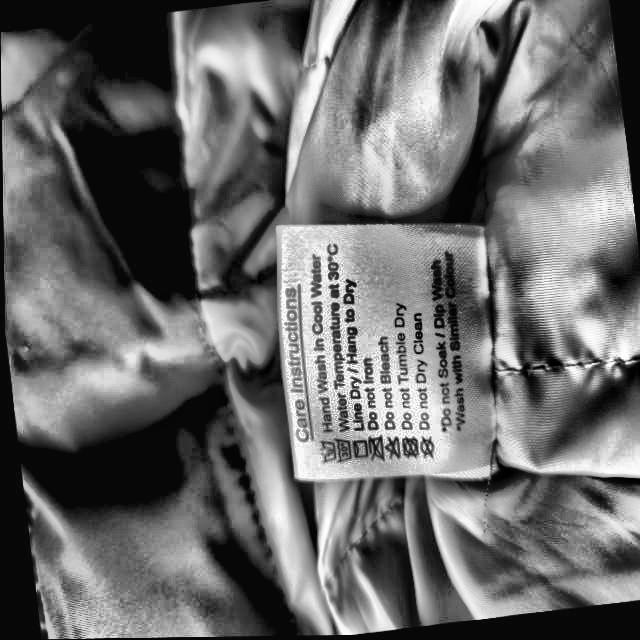 Care Instructions
Hand Wash in Cool Water
Water Temperature at 30°C
Line Dry / Hang to Dry
Do not Iron
Do not Bleach
Do not Tumble Dry
Do not Dry Clean
*Do not Soak / Dip Wash
*Wash with Similar Colour